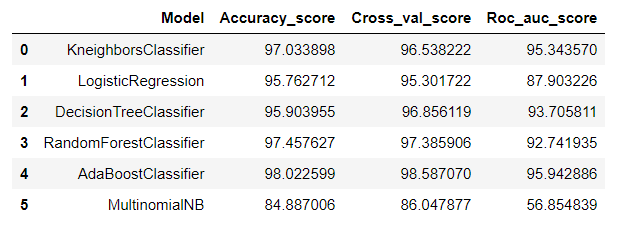 Model Accuracy_score Cross_val_score Roc_auc_score
0 KneighborsClassifier 97.033898 96.538222 95.343570
1 LogisticRegression 95.762712 95.301722 87.903226
2 DecisionTreeClassifier 95.903955 96.856119 93.705811
3 RandomForestClassifier 97.457627 97.385906 92.741935
4 AdaBoostClassifier 98.022599 98.587070 95.942886
5 MultinomialNB 84.887006 86.047877 56.854839